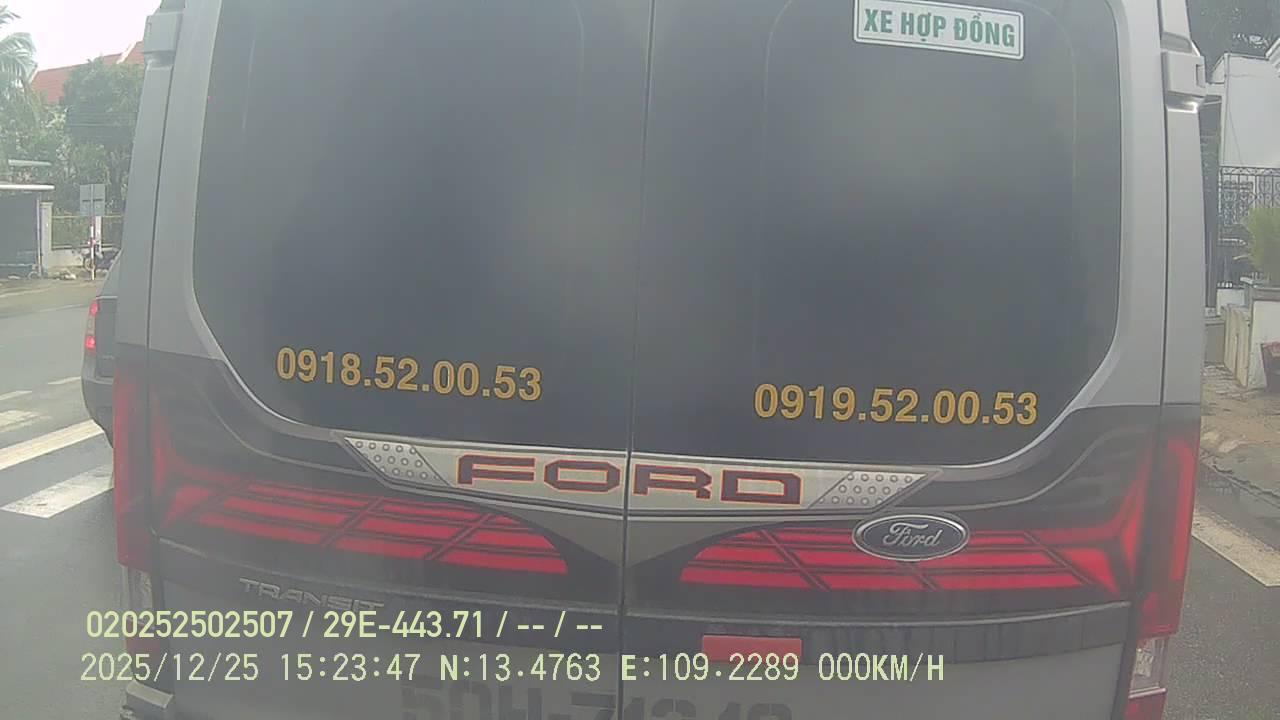 XE HỢP ĐỒNG
0918.52.00.53
0919.52.00.53
FORD
Ford
TRANSIT
020252502507 / 29E-443.71 / -- / --
2025/12/25 15:23:47 N:13.4763 E:109.2289 000KM/H